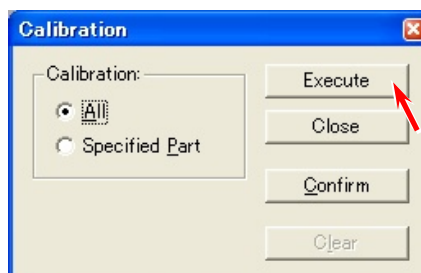 Calibration
Calibration:
All
Specified Part
Execute
Close
Confirm
Clear